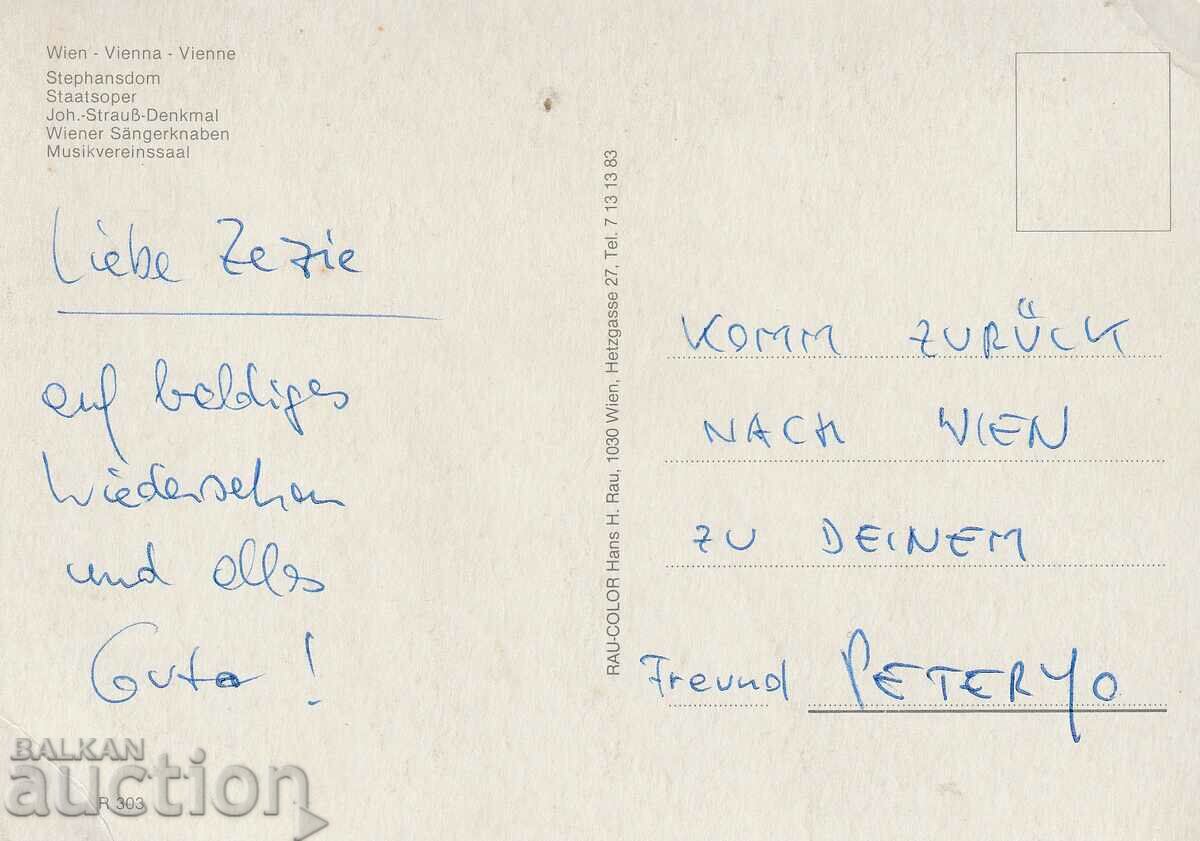 Wien - Vienna - Vienne
Stephansdom
Staatsoper
Joh.-Strauß-Denkmal
Wiener Sängerknaben
Musikvereinssaal
Liebe Zezie
auf baldiges
Wiedersehen
und alles
Gute !
RAU-COLOR Hans H. Rau, 1030 Wien, Hetzgasse 27, Tel. 7 13 13 83
KOMM ZURÜCK
NACH WIEN
ZU DEINEM
Freund PETERYO
BALKAN
auction
R 303